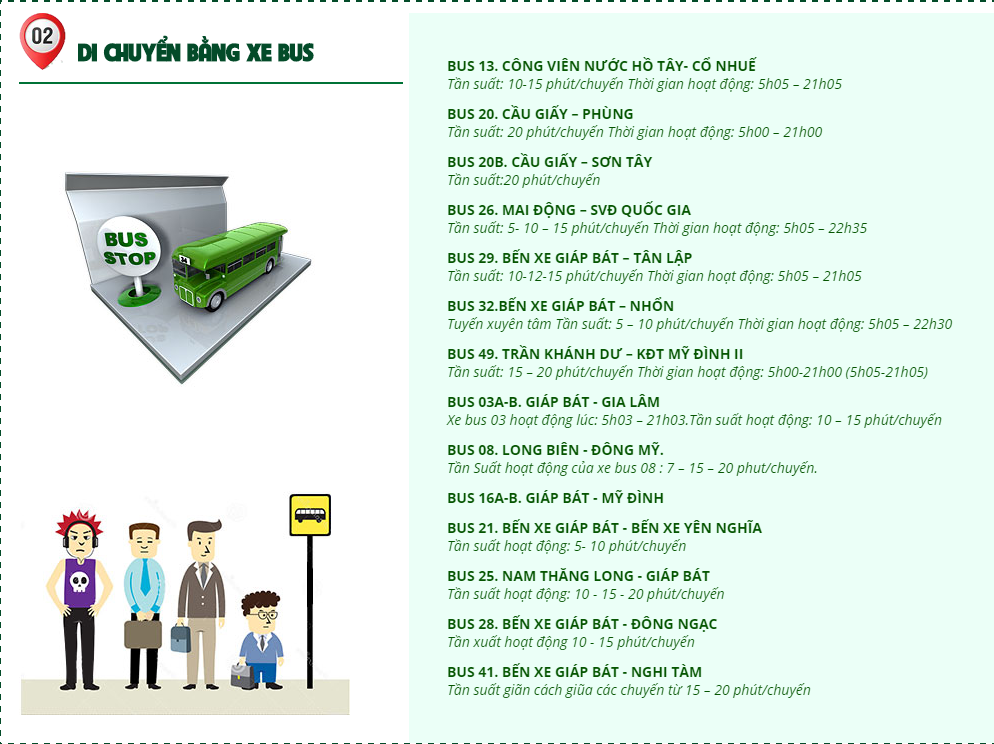 02
DI CHUYỂN BẰNG XE BUS
BUS
STOP
34
BUS 13. CÔNG VIÊN NƯỚC HỒ TÂY- CỔ NHUẾ
Tần suất: 10-15 phút/chuyến Thời gian hoạt động: 5h05 – 21h05
BUS 20. CẦU GIẤY – PHÙNG
Tần suất: 20 phút/chuyến Thời gian hoạt động: 5h00 – 21h00
BUS 20B. CẦU GIẤY – SƠN TÂY
Tần suất:20 phút/chuyến
BUS 26. MAI ĐỘNG – SVĐ QUỐC GIA
Tần suất: 5- 10 – 15 phút/chuyến Thời gian hoạt động: 5h05 – 22h35
BUS 29. BẾN XE GIÁP BÁT – TÂN LẬP
Tần suất: 10-12-15 phút/chuyến Thời gian hoạt động: 5h05 – 21h05
BUS 32.BẾN XE GIÁP BÁT – NHỔN
Tuyến xuyên tâm Tần suất: 5 – 10 phút/chuyến Thời gian hoạt động: 5h05 – 22h30
BUS 49. TRẦN KHÁNH DƯ – KĐT MỸ ĐÌNH II
Tần suất: 15 – 20 phút/chuyến Thời gian hoạt động: 5h00-21h00 (5h05-21h05)
BUS 03A-B. GIÁP BÁT - GIA LÂM
Xe bus 03 hoạt động lúc: 5h03 – 21h03.Tần suất hoạt động: 10 – 15 phút/chuyến
BUS 08. LONG BIÊN - ĐÔNG MỸ.
Tần Suất hoạt động của xe bus 08 : 7 – 15 – 20 phut/chuyến.
BUS 16A-B. GIÁP BÁT - MỸ ĐÌNH
BUS 21. BẾN XE GIÁP BÁT - BẾN XE YÊN NGHĨA
Tần suất hoạt động: 5- 10 phút/chuyến
BUS 25. NAM THĂNG LONG - GIÁP BÁT
Tần suất hoạt động: 10 - 15 - 20 phút/chuyến
BUS 28. BẾN XE GIÁP BÁT - ĐÔNG NGẠC
Tần xuất hoạt động 10 - 15 phút/chuyến
BUS 41. BẾN XE GIÁP BÁT - NGHI TÀM
Tần suất giãn cách giũa các chuyến từ 15 – 20 phút/chuyến